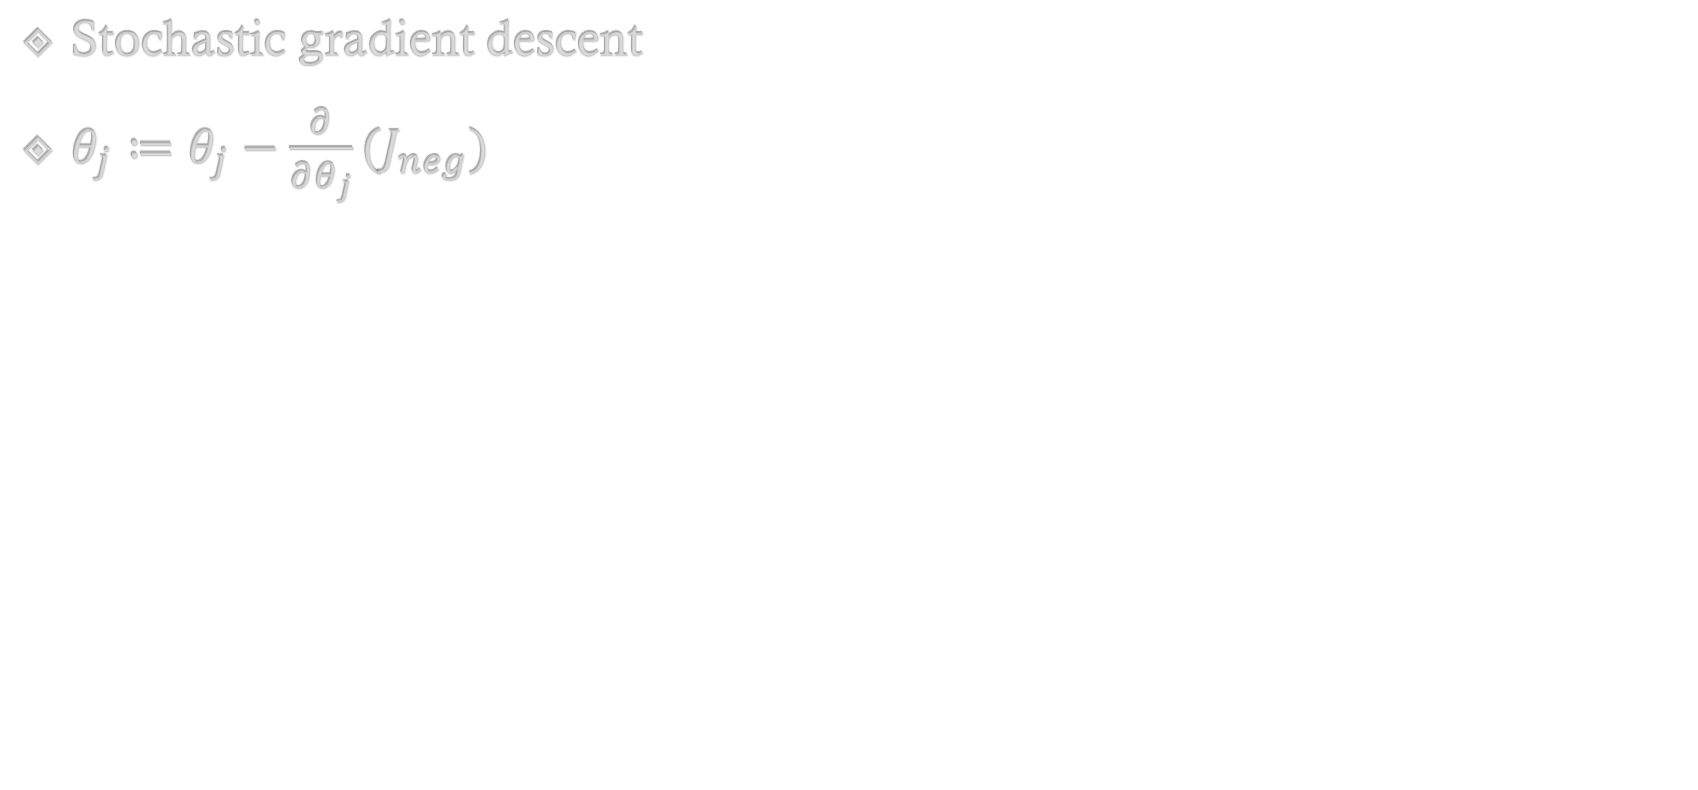 ◈ Stochastic gradient descent
◈ θ_j := θ_j − ∂/∂θ_j (J_neg)